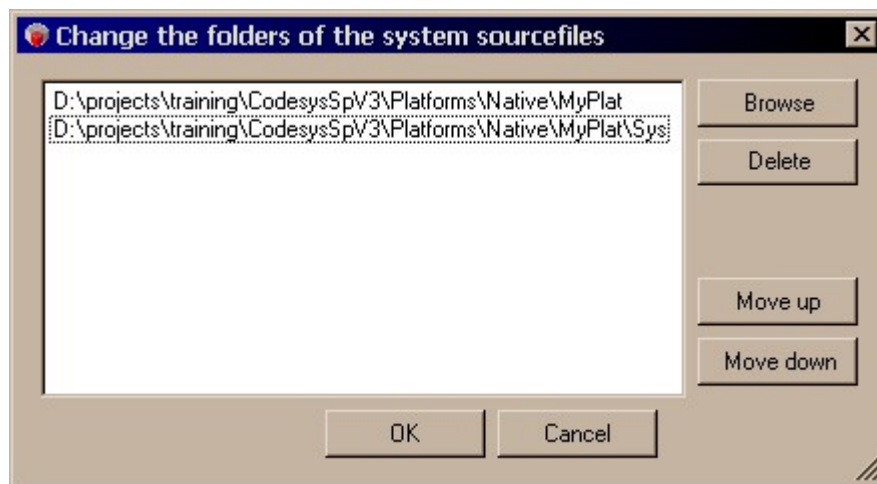 Change the folders of the system sourcefiles
D:\projects\training\CodesysSpV3\Platforms\Native\MyPlat
D:\projects\training\CodesysSpV3\Platforms\Native\MyPlat\Sys
Browse
Delete
Move up
Move down
OK
Cancel